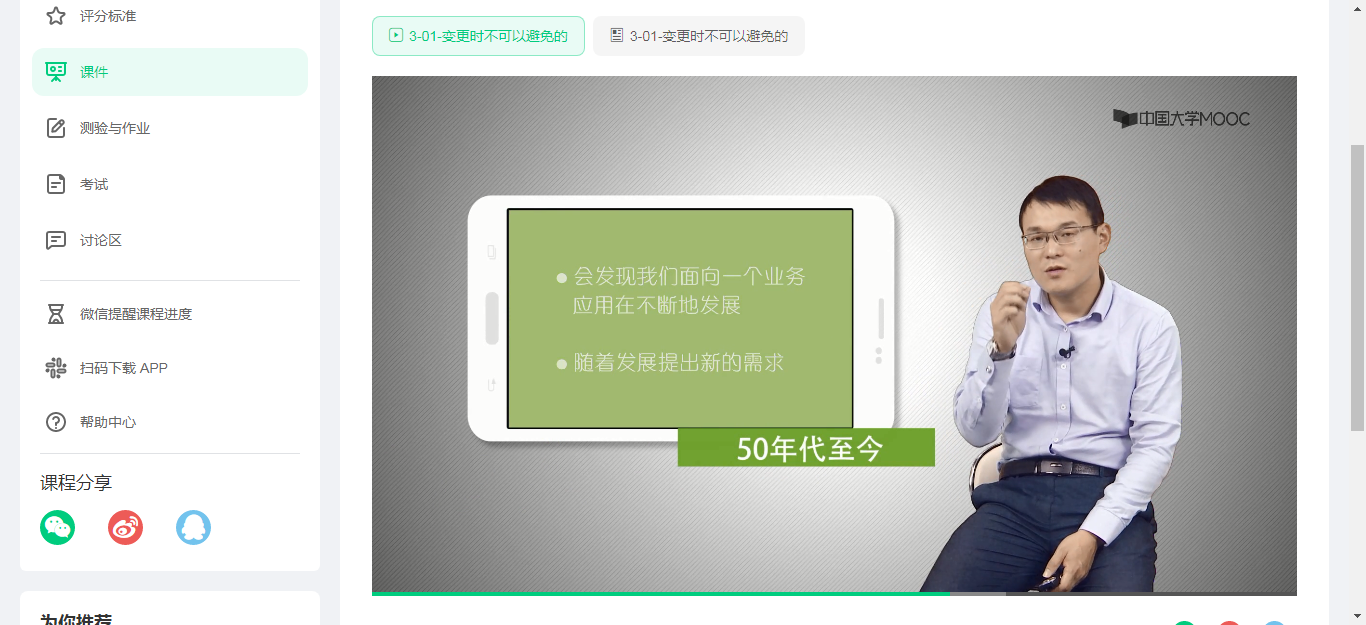 评分标准
课件
测验与作业
考试
讨论区
微信提醒课程进度
扫码下载 APP
帮助中心
课程分享
为你推荐
3-01-变更时不可以避免的
3-01-变更时不可以避免的
中国大学MOOC
会发现我们面向一个业务
应用在不断地发展
随着发展提出新的需求
50年代至今